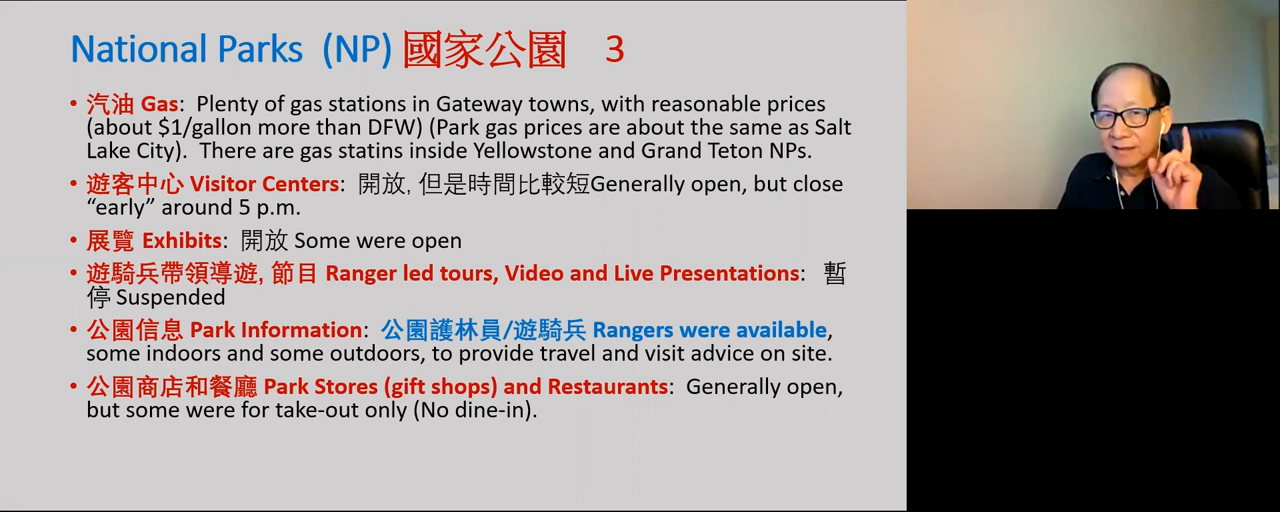 National Parks (NP) 國家公園 3
• 汽油 Gas: Plenty of gas stations in Gateway towns, with reasonable prices
(about $1/gallon more than DFW) (Park gas prices are about the same as Salt
Lake City). There are gas statins inside Yellowstone and Grand Teton NPs.
• 遊客中心 Visitor Centers: 開放, 但是時間比較短Generally open, but close
“early” around 5 p.m.
• 展覽 Exhibits: 開放 Some were open
• 遊騎兵帶領導遊, 節目 Ranger led tours, Video and Live Presentations: 暫
停 Suspended
• 公園信息 Park Information: 公園護林員/遊騎兵 Rangers were available,
some indoors and some outdoors, to provide travel and visit advice on site.
• 公園商店和餐廳 Park Stores (gift shops) and Restaurants: Generally open,
but some were for take-out only (No dine-in).